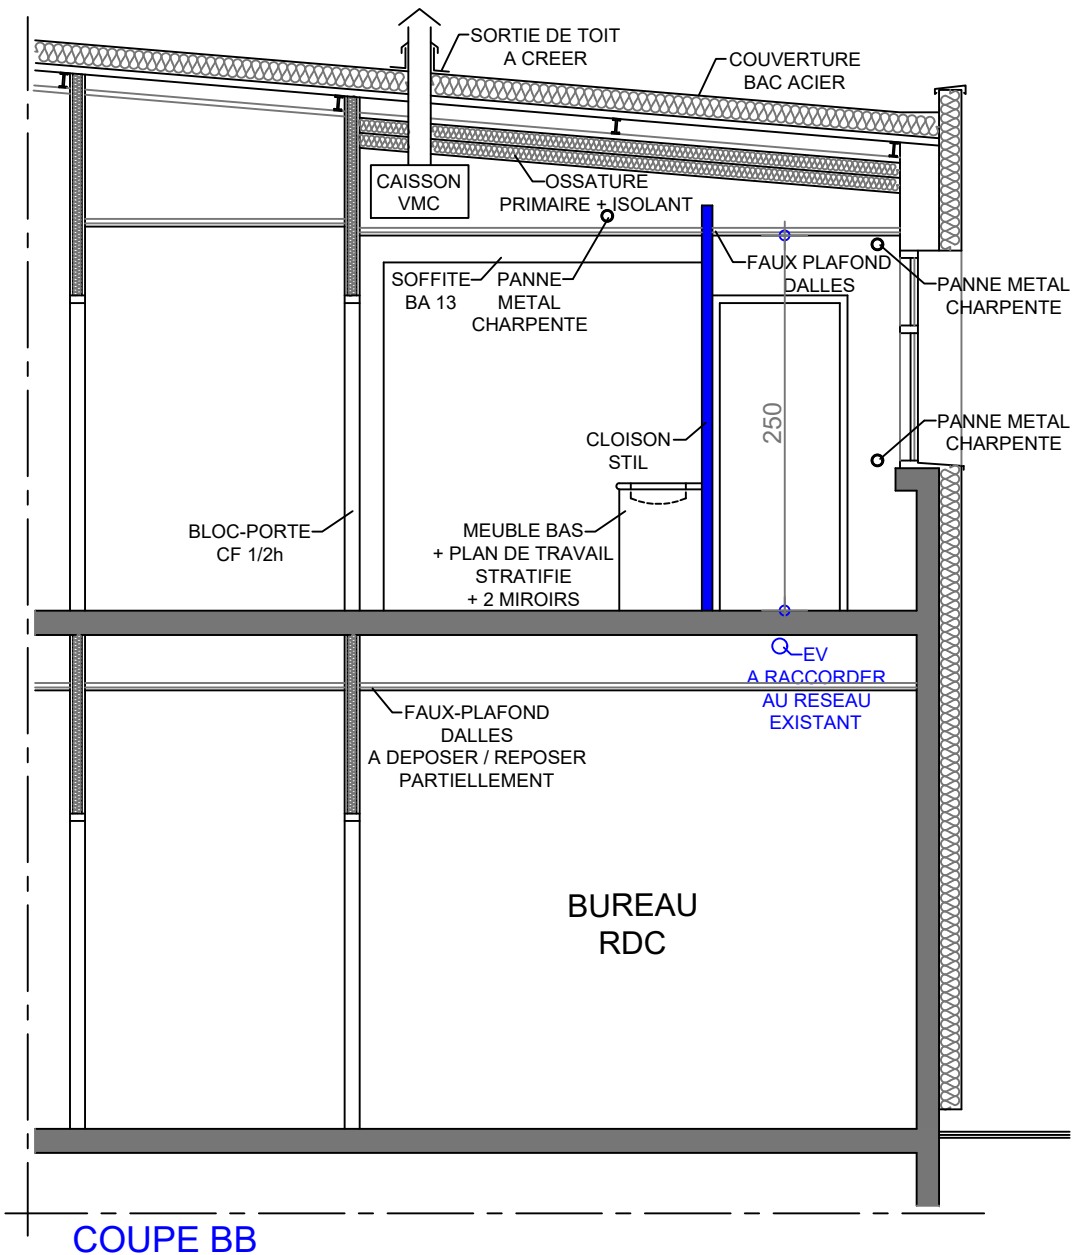 SORTIE DE TOIT
A CREER
COUVERTURE
BAC ACIER
CAISSON
VMC
OSSATURE
PRIMAIRE + ISOLANT
SOFFITE
BA 13
PANNE
METAL
CHARPENTE
FAUX PLAFOND
DALLES
PANNE METAL
CHARPENTE
250
CLOISON
STIL
PANNE METAL
CHARPENTE
BLOC-PORTE
CF 1/2h
MEUBLE BAS
+ PLAN DE TRAVAIL
STRATIFIE
+ 2 MIROIRS
EV
A RACCORDER
AU RESEAU
EXISTANT
FAUX-PLAFOND
DALLES
A DEPOSER / REPOSER
PARTIELLEMENT
BUREAU
RDC
COUPE BB